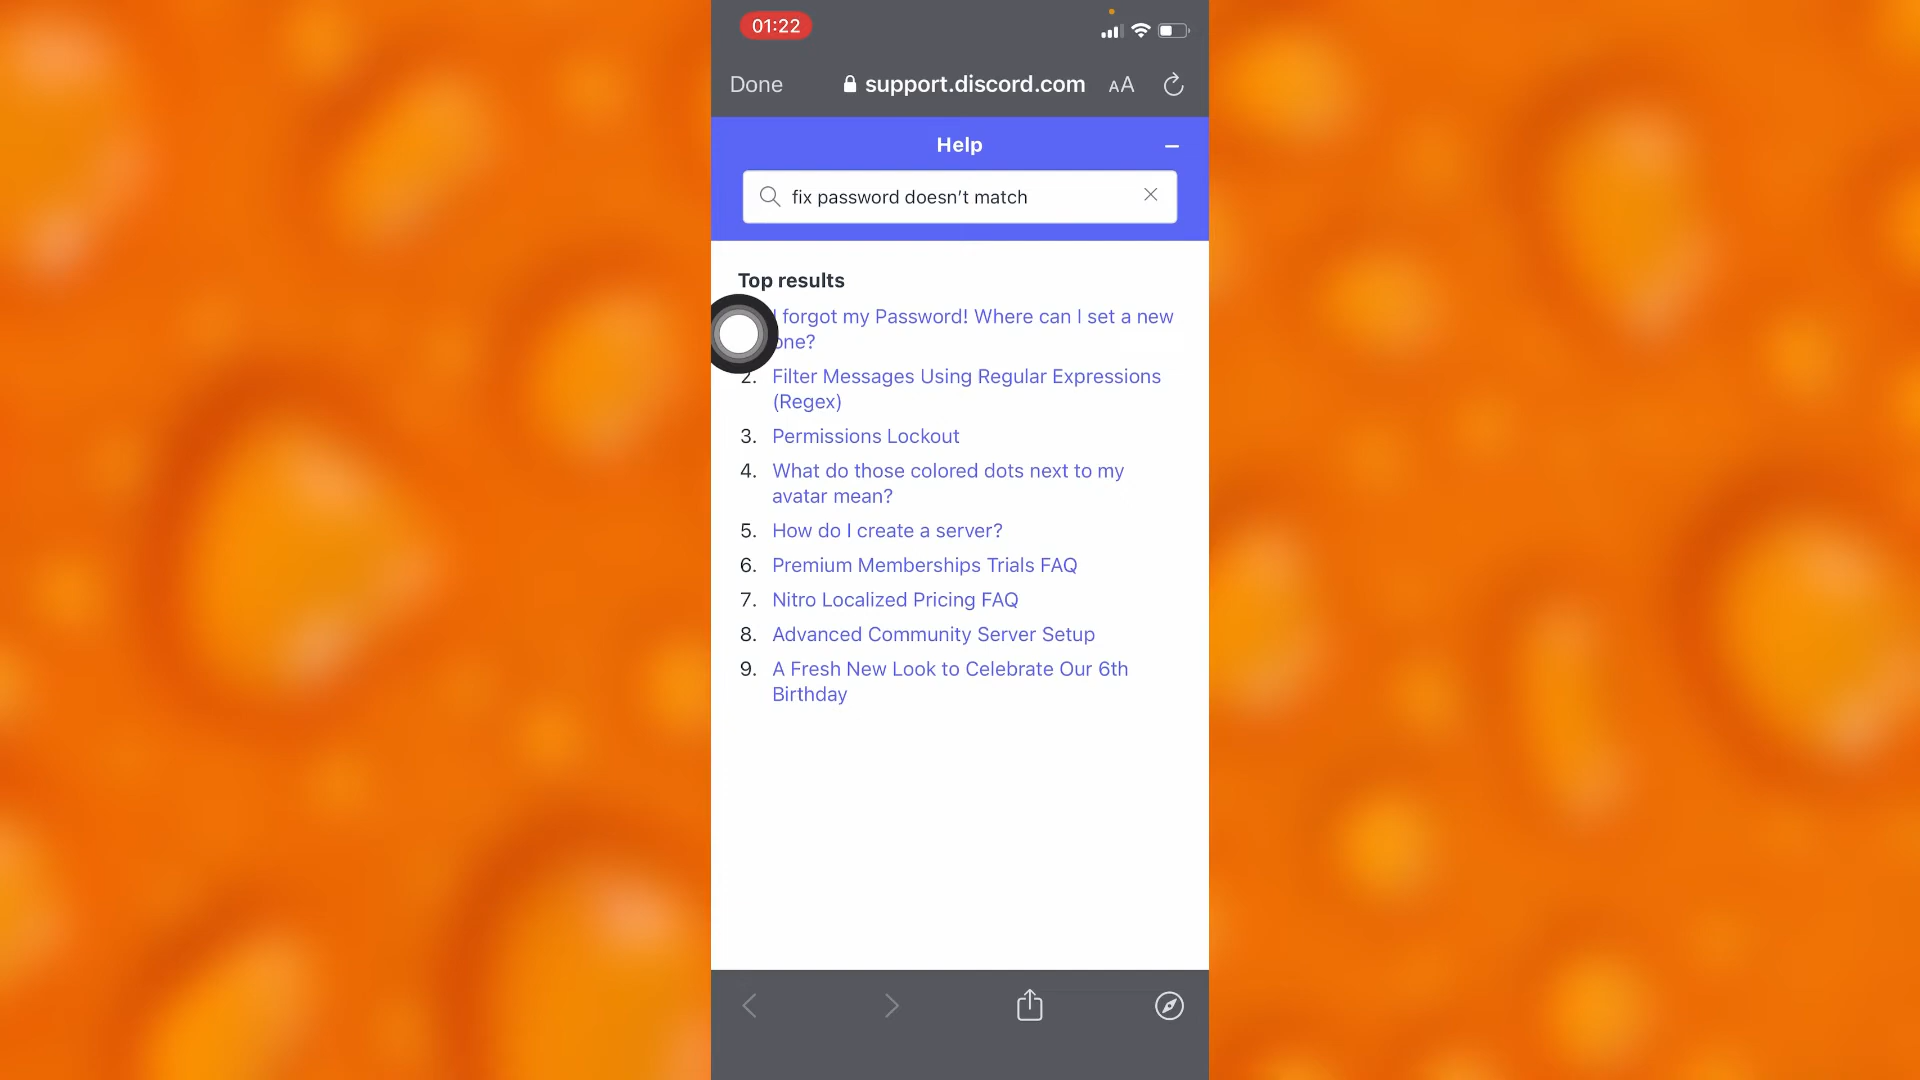 01:22
Done support.discord.com AA
Help
fix password doesn't match
Top results
I forgot my Password! Where can I set a new
one?
2. Filter Messages Using Regular Expressions
(Regex)
3. Permissions Lockout
4. What do those colored dots next to my
avatar mean?
5. How do I create a server?
6. Premium Memberships Trials FAQ
7. Nitro Localized Pricing FAQ
8. Advanced Community Server Setup
9. A Fresh New Look to Celebrate Our 6th
Birthday